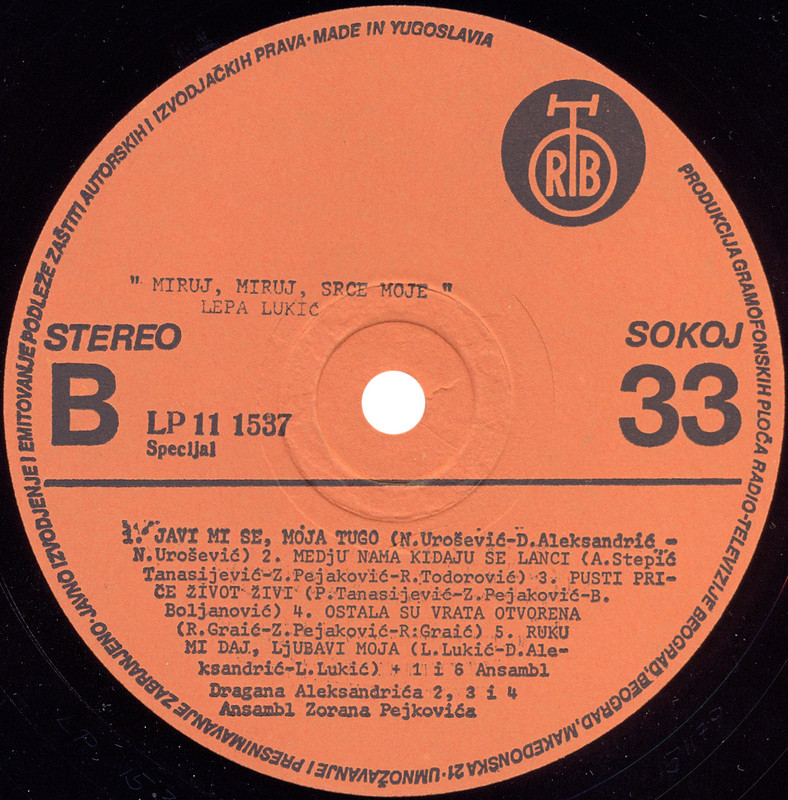 JAVNO IZVODJENJE I EMITOVANJE PODLEŽE ZAŠTITI AUTORSKIH I IZVODJAČKIH PRAVA · MADE IN YUGOSLAVIA
PRODUKCIJA GRAMOFONSKIH PLOČA RADIO-TELEVIZIJE BEOGRAD, BEOGRAD, MAKEDONSKA 21 · UMNOŽAVANJE I PRESNIMAVANJE ZABRANJENO ·
RTB
" MIRUJ, MIRUJ, SRCE MOJE "
LEPA LUKIĆ
STEREO
SOKOJ
B
33
LP 11 1537
Specijal
1. JAVI MI SE, MOJA TUGO (N.Urošević-D.Aleksandrić -
N.Urošević) 2. MEDjU NAMA KIDAJU SE LANCI (A.Stepić
Tanasijević-Z.Pejaković-R.Todorović) 3. PUSTI PRI-
ČE ŽIVOT ŽIVI (P.Tanasijević-Z.Pejaković-B.
Boljanović) 4. OSTALA SU VRATA OTVORENA
(R.Graić-Z.Pejaković-R:Graić) 5. RUKU
MI DAJ, LjUBAVI MOJA (L.Lukić-D.Ale-
ksandrić-L.Lukić) + 1 i 6 Ansambl
Dragana Aleksandrića 2, 3 i 4
Ansambl Zorana Pejkovića